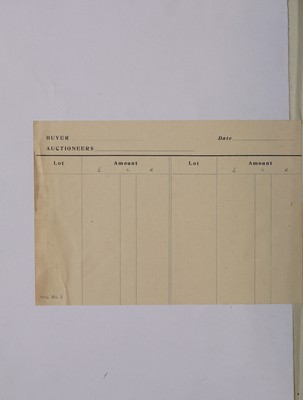 BUYER Date
AUCTIONEERS
Lot Amount Lot Amount
£ s. d. £ s. d.